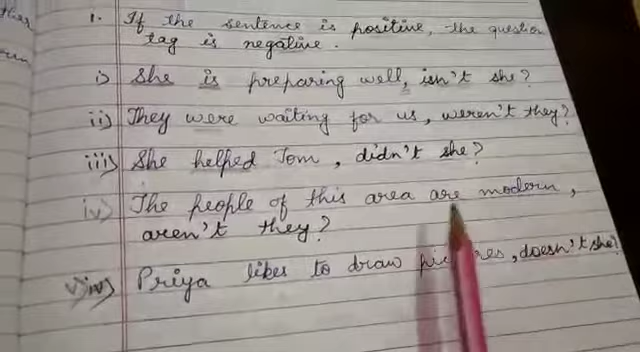 i. If the sentence is positive, the question
tag is negative.
i) She is preparing well, isn't she?
ii) They were waiting for us, weren't they?
iii) She helped Tom, didn't she?
iv) The people of this area are modern,
aren't they?
Priya likes to draw, doesn't she?